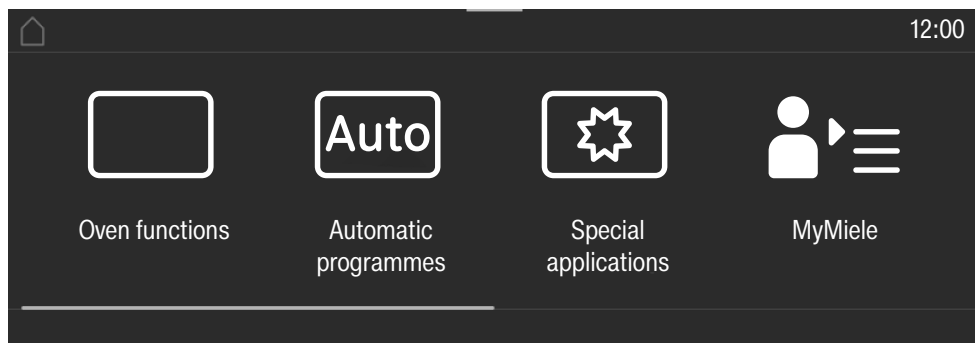 12:00
Auto
Oven functions
Automatic
programmes
Special
applications
MyMiele